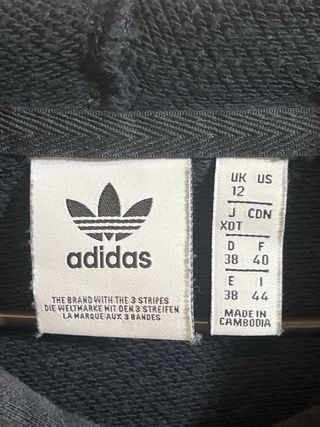 adidas
THE BRAND WITH THE 3 STRIPES
DIE WELTMARKE MIT DEN 3 STREIFEN
LA MARQUE AUX 3 BANDES
UK US
12
J CDN
XOT
D F
38 40
E I
38 44
MADE IN
CAMBODIA